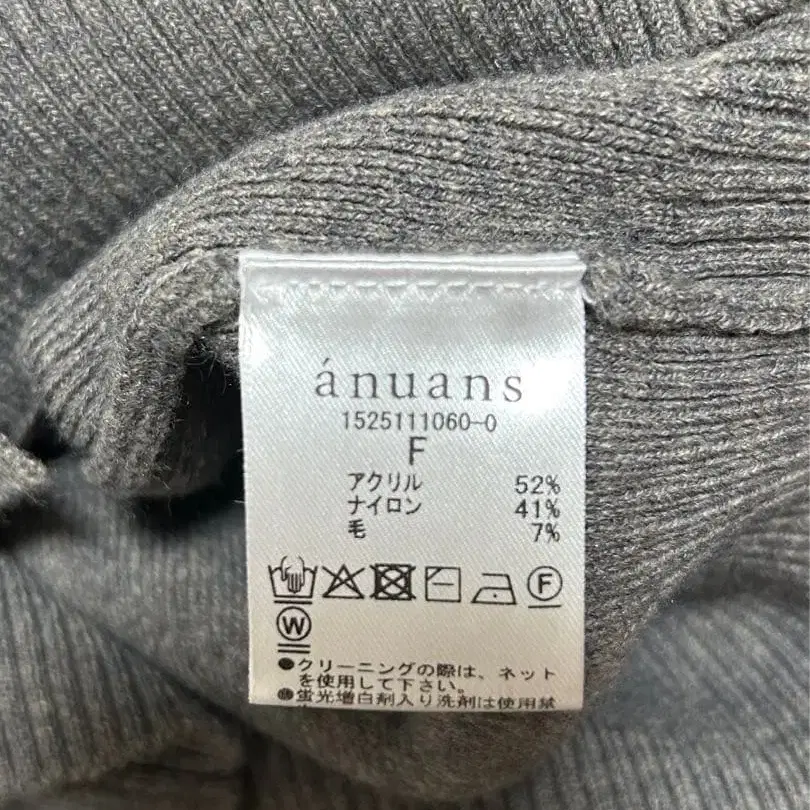 ánuans
1525111060-0
F
アクリル 52%
ナイロン 41%
毛 7%
F
W
●クリーニングの際は、ネット
を使用して下さい。
●蛍光増白剤入り洗剤は使用禁